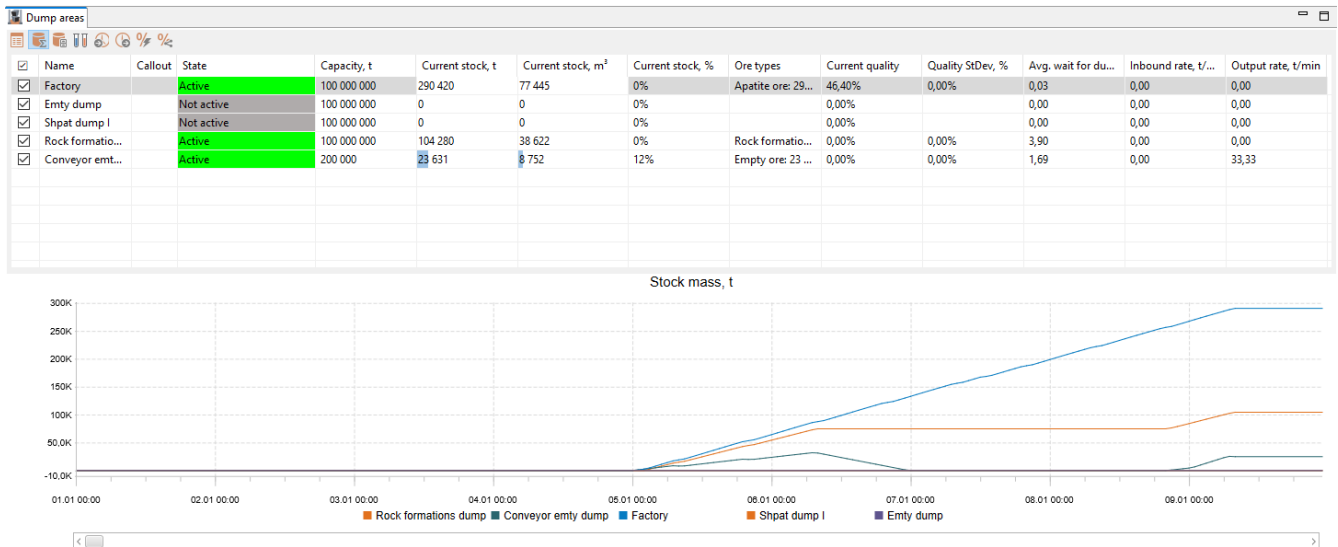 Dump areas
Name Callout State Capacity, t Current stock, t Current stock, m³ Current stock, % Ore types Current quality Quality StDev, % Avg. wait for du... Inbound rate, t/... Output rate, t/min
Factory Active 100 000 000 290 420 77 445 0% Apatite ore: 29... 46,40% 0,00% 0,03 0,00 0,00
Emty dump Not active 100 000 000 0 0 0% 0,00% 0,00 0,00 0,00
Shpat dump I Not active 100 000 000 0 0 0% 0,00% 0,00 0,00 0,00
Rock formatio... Active 100 000 000 104 280 38 622 0% Rock formatio... 0,00% 0,00% 3,90 0,00 0,00
Conveyor emt... Active 200 000 23 631 8 752 12% Empty ore: 23 ... 0,00% 0,00% 1,69 0,00 33,33
Stock mass, t
300K
250K
200K
150K
100K
50,0K
-10,0K
01.01 00:00 02.01 00:00 03.01 00:00 04.01 00:00 05.01 00:00 06.01 00:00 07.01 00:00 08.01 00:00 09.01 00:00
Rock formations dump Conveyor emty dump Factory Shpat dump I Emty dump